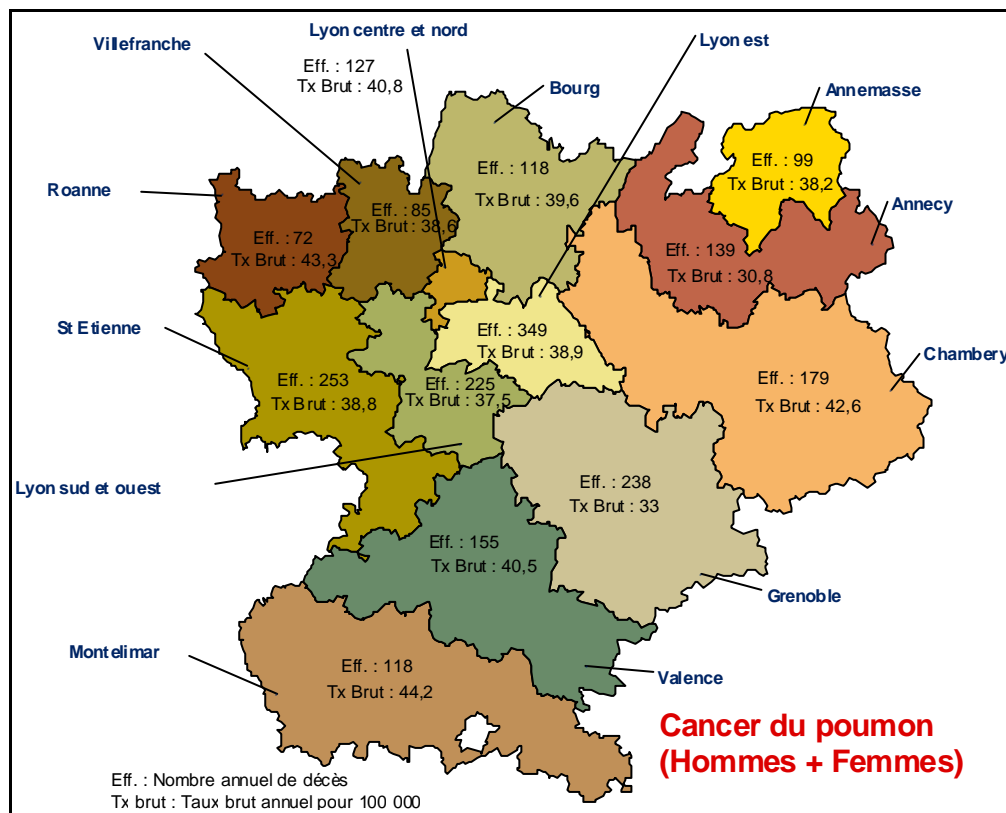 Lyon centre et nord
Villefranche
Eff. : 127
Tx Brut : 40,8
Lyon est
Bourg
Annemasse
Eff. : 99
Tx Brut : 38,2
Eff. : 118
Tx Brut : 39,6
Roanne
Eff. : 85
Tx Brut : 38,6
Annecy
Eff. : 72
Tx Brut : 43,3
Eff. : 139
Tx Brut : 30,8
St Etienne
Eff. : 349
Tx Brut : 38,9
Chambery
Eff. : 253
Tx Brut : 38,8
Eff. : 225
Tx Brut : 37,5
Eff. : 179
Tx Brut : 42,6
Lyon sud et ouest
Eff. : 238
Tx Brut : 33
Eff. : 155
Tx Brut : 40,5
Grenoble
Montelimar
Eff. : 118
Tx Brut : 44,2
Valence
Cancer du poumon
(Hommes + Femmes)
Eff. : Nombre annuel de décès
Tx brut : Taux brut annuel pour 100 000